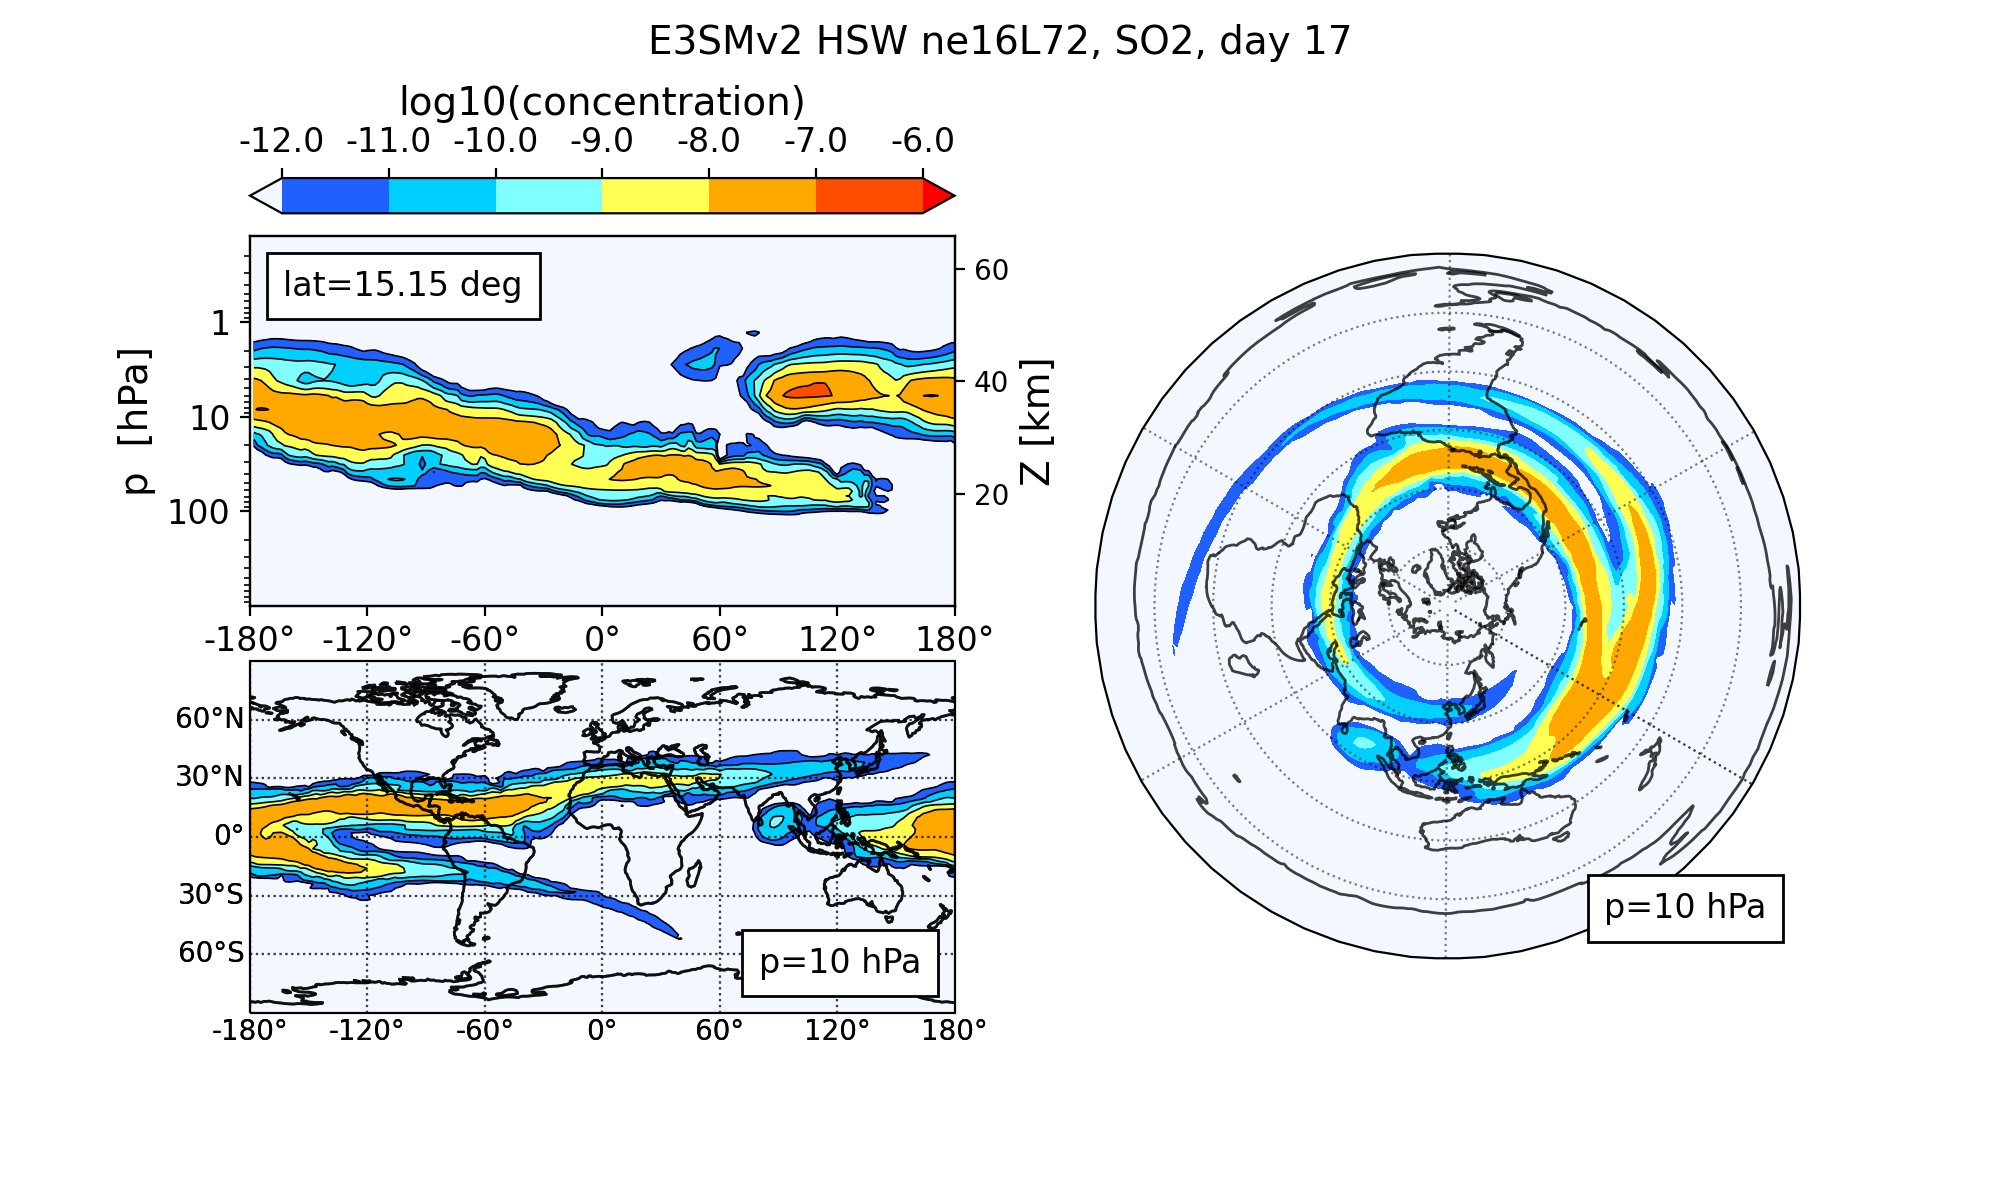 E3SMv2 HSW ne16L72, SO2, day 17
log10(concentration)
-12.0 -11.0 -10.0 -9.0 -8.0 -7.0 -6.0
lat=15.15 deg
p [hPa]
1
10
100
60
40
20
Z [km]
-180° -120° -60° 0° 60° 120° 180°
60°N
30°N
0°
30°S
60°S
p=10 hPa
-180° -120° -60° 0° 60° 120° 180°
p=10 hPa